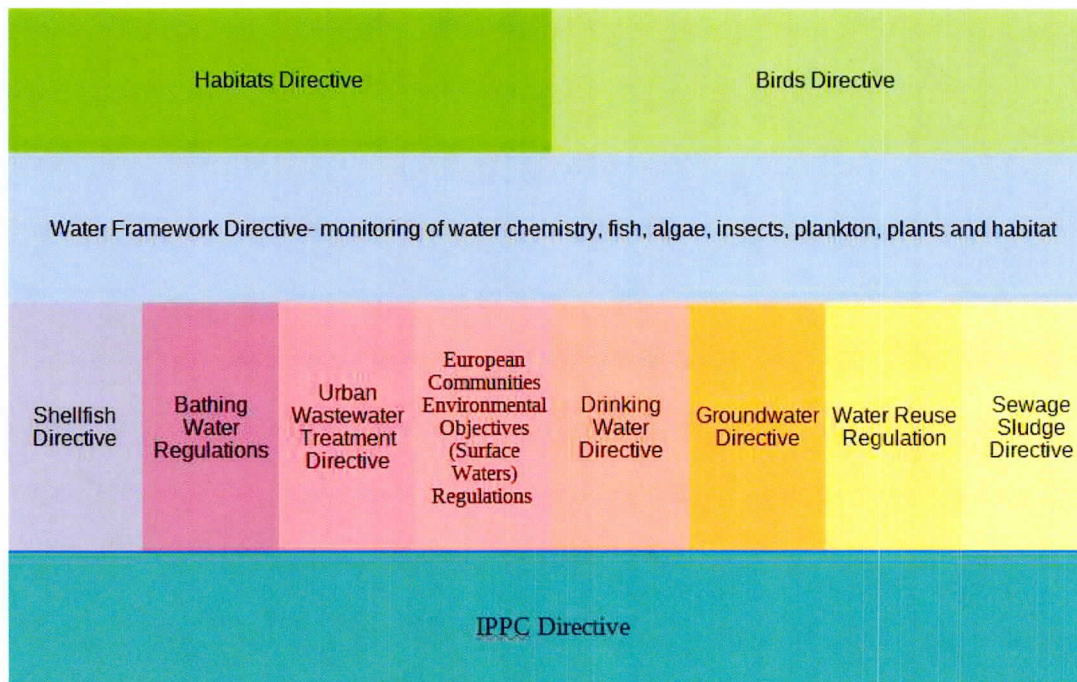 Habitats Directive
Birds Directive
Water Framework Directive- monitoring of water chemistry, fish, algae, insects, plankton, plants and habitat
Shellfish
Directive
Bathing
Water
Regulations
Urban
Wastewater
Treatment
Directive
European
Communities
Environmental
Objectives
(Surface
Waters)
Regulations
Drinking
Water
Directive
Groundwater
Directive
Water Reuse
Regulation
Sewage
Sludge
Directive
IPPC Directive